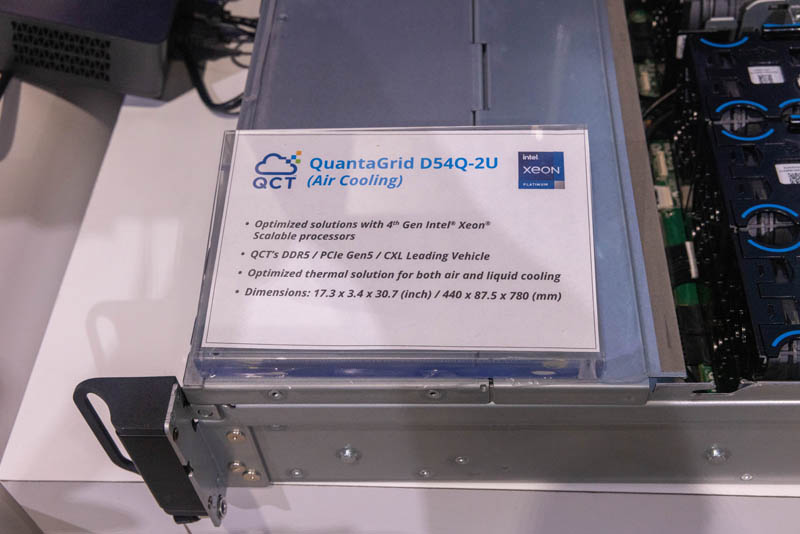 QCT
QuantaGrid D54Q-2U
(Air Cooling)
intel
XEON
PLATINUM
• Optimized solutions with 4th Gen Intel® Xeon®
Scalable processors
• QCT's DDR5 / PCIe Gen5 / CXL Leading Vehicle
• Optimized thermal solution for both air and liquid cooling
• Dimensions: 17.3 x 3.4 x 30.7 (inch) / 440 x 87.5 x 780 (mm)